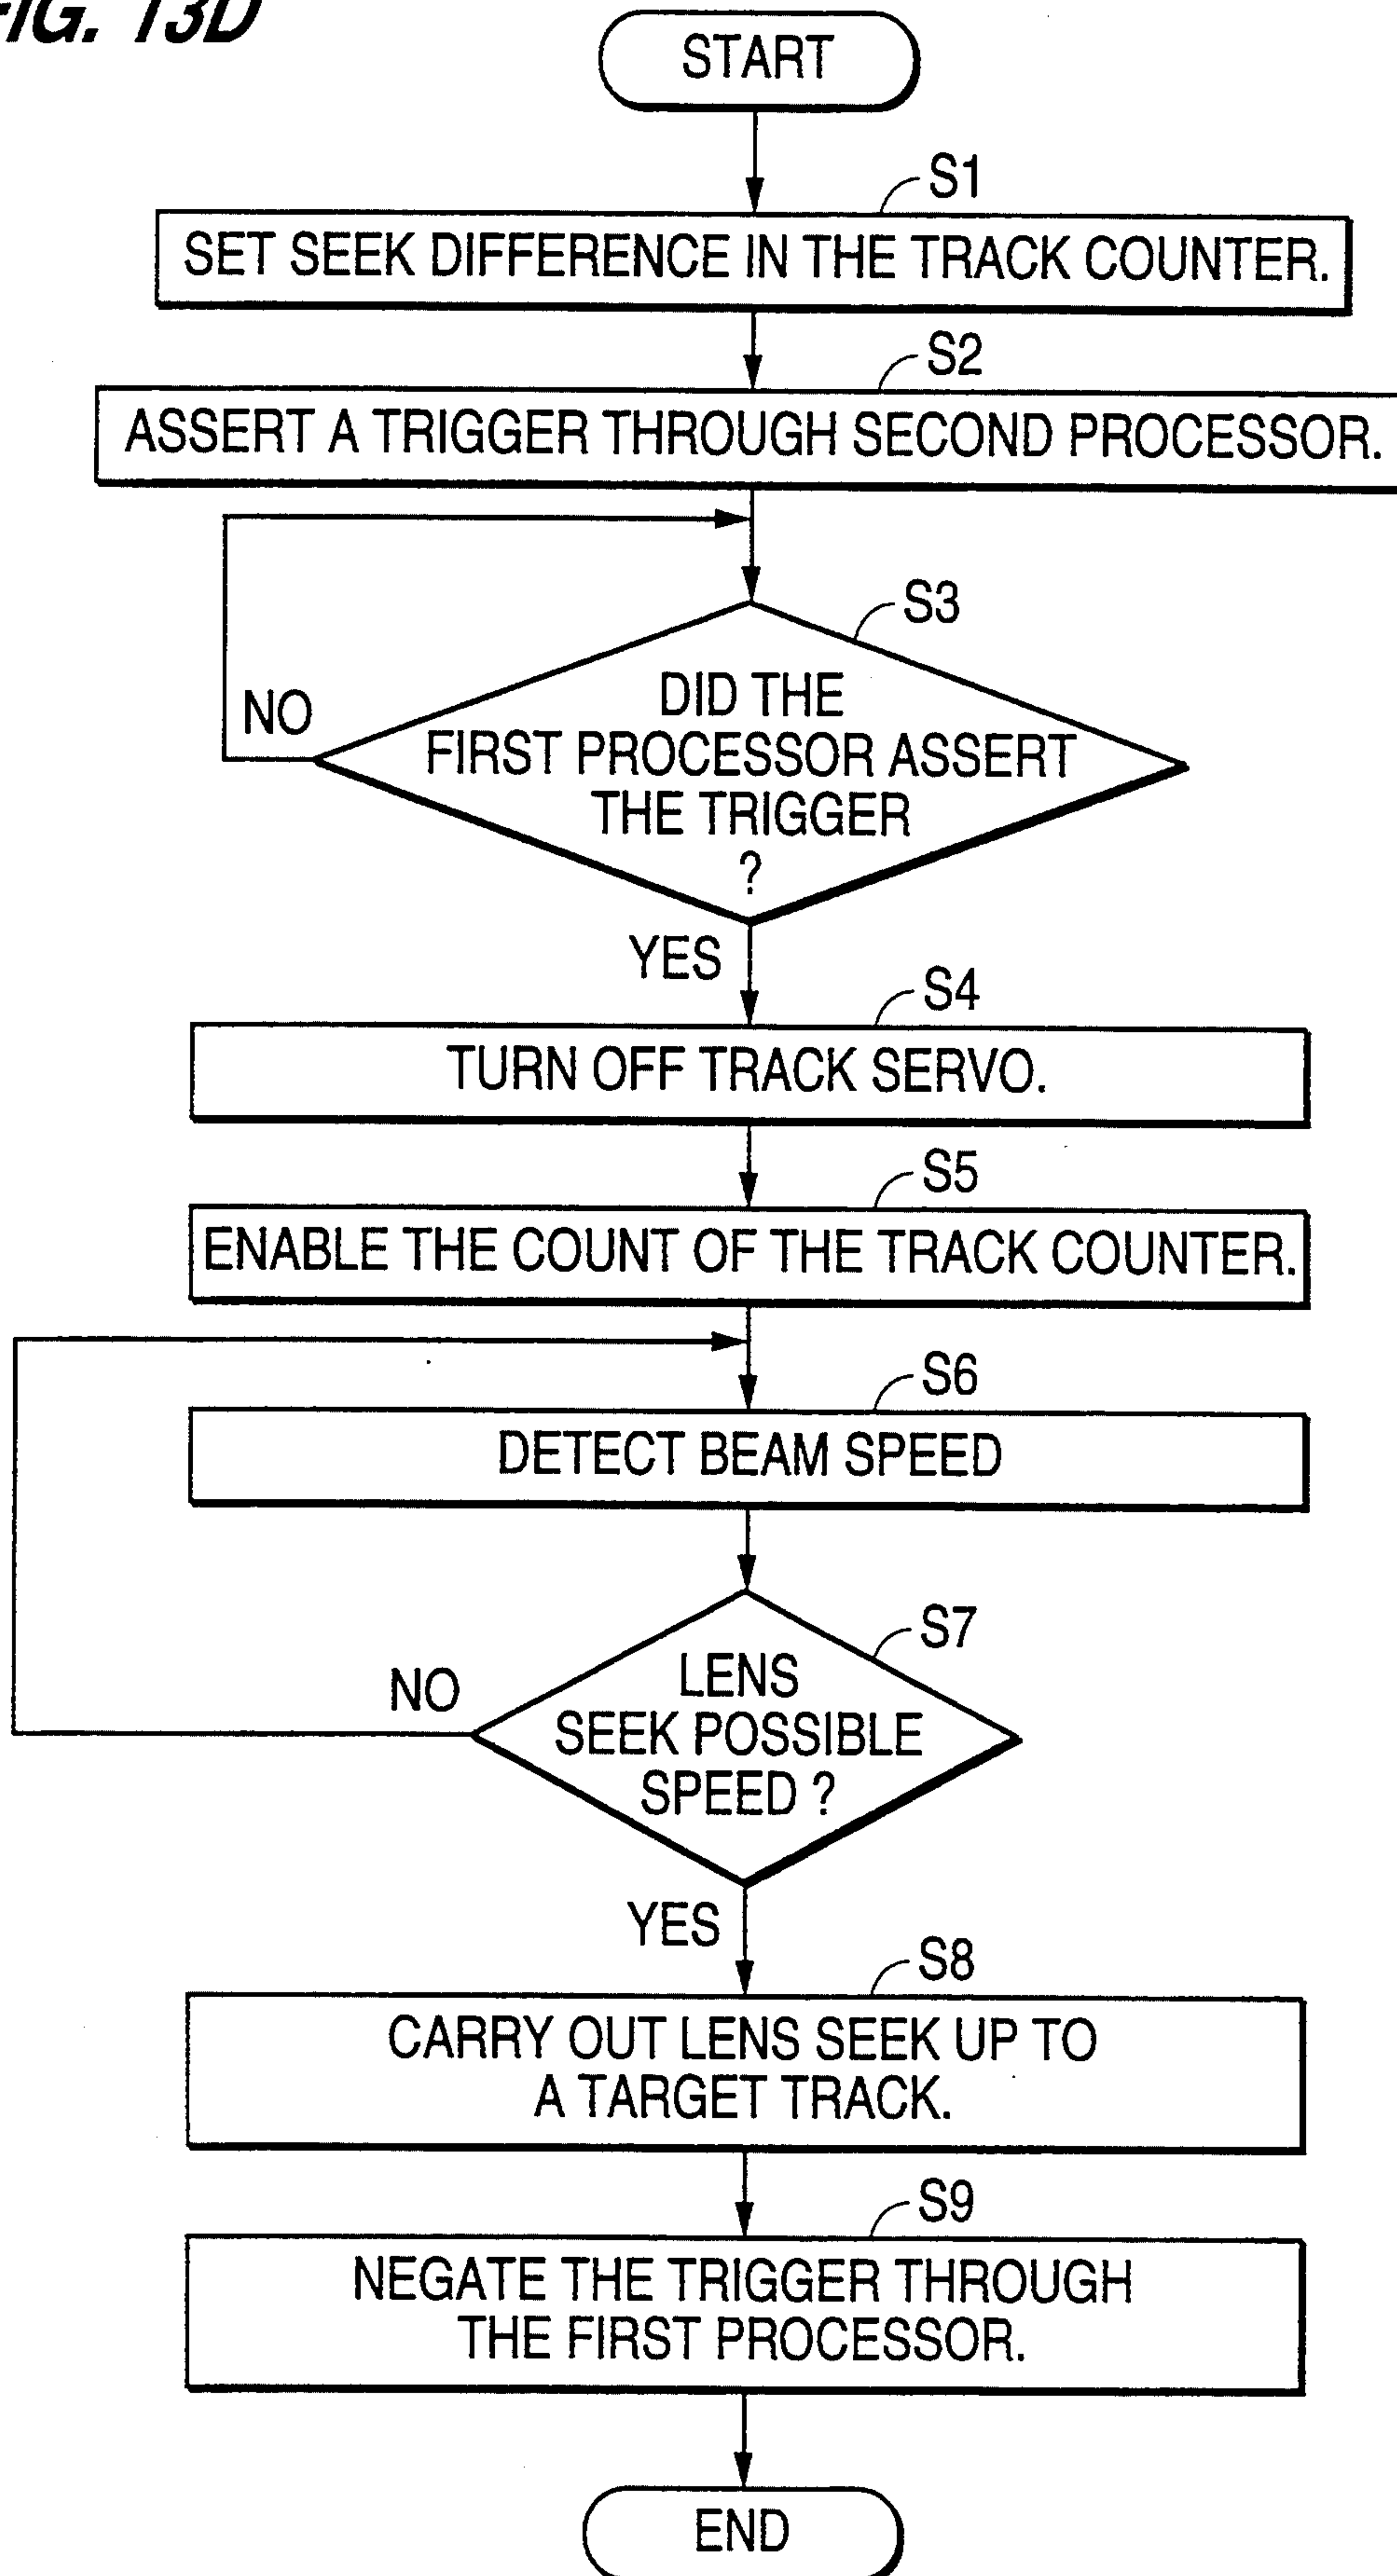 FIG. 13D
START
S1
SET SEEK DIFFERENCE IN THE TRACK COUNTER.
S2
ASSERT A TRIGGER THROUGH SECOND PROCESSOR.
S3
DID THE
FIRST PROCESSOR ASSERT
THE TRIGGER
?
NO
YES
S4
TURN OFF TRACK SERVO.
S5
ENABLE THE COUNT OF THE TRACK COUNTER.
S6
DETECT BEAM SPEED
S7
LENS
SEEK POSSIBLE
SPEED ?
NO
YES
S8
CARRY OUT LENS SEEK UP TO
A TARGET TRACK.
S9
NEGATE THE TRIGGER THROUGH
THE FIRST PROCESSOR.
END